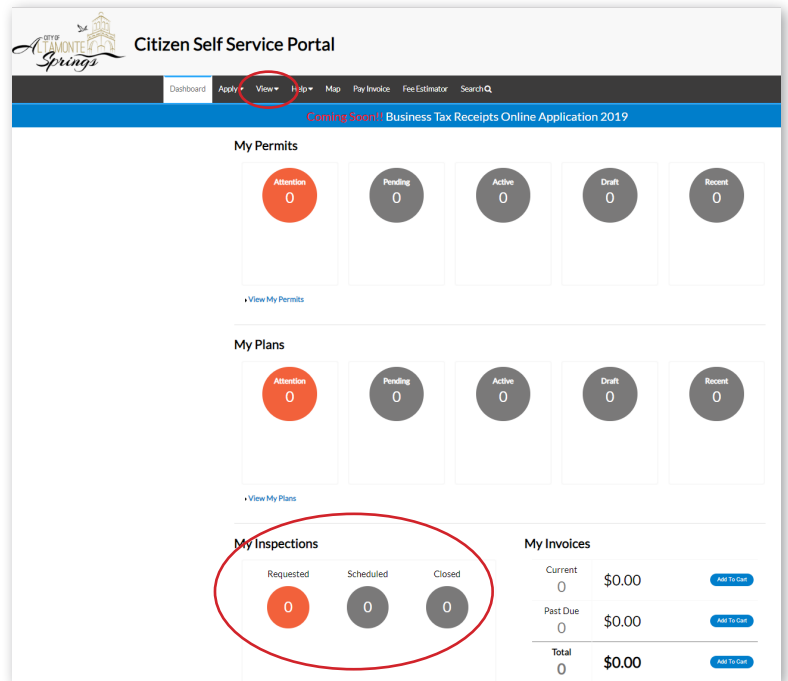 CITY OF
ALTAMONTE
Springs
Citizen Self Service Portal
Dashboard Apply View Help Map Pay Invoice Fee Estimator Search
Coming Soon!! Business Tax Receipts Online Application 2019
My Permits
Attention Pending Active Draft Recent
0 0 0 0 0
View My Permits
My Plans
Attention Pending Active Draft Recent
0 0 0 0 0
View My Plans
My Inspections
Requested Scheduled Closed
0 0 0
My Invoices
Current
0 $0.00 Add To Cart
Past Due
0 $0.00 Add To Cart
Total
0 $0.00 Add To Cart